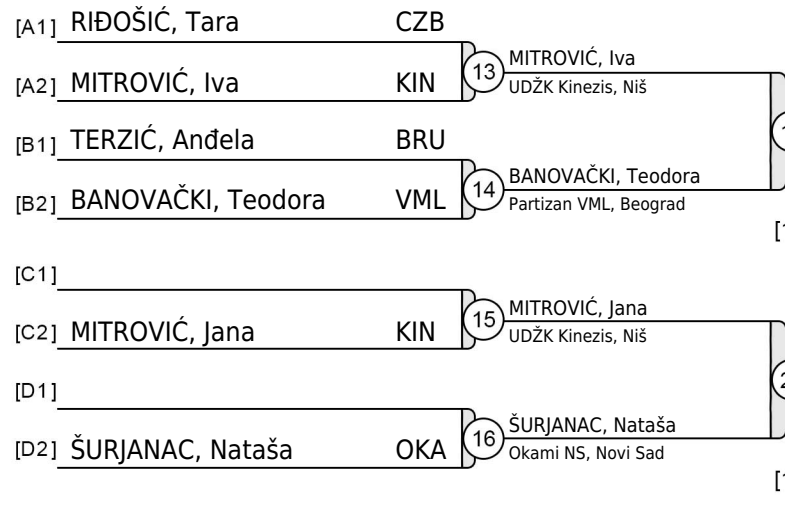 [A1] RIĐOŠIĆ, Tara CZB
[A2] MITROVIĆ, Iva KIN
13 MITROVIĆ, Iva
UDŽK Kinezis, Niš
[B1] TERZIĆ, Anđela BRU
[B2] BANOVAČKI, Teodora VML
14 BANOVAČKI, Teodora
Partizan VML, Beograd
[C1]
[C2] MITROVIĆ, Jana KIN
15 MITROVIĆ, Jana
UDŽK Kinezis, Niš
[D1]
[D2] ŠURJANAC, Nataša OKA
16 ŠURJANAC, Nataša
Okami NS, Novi Sad